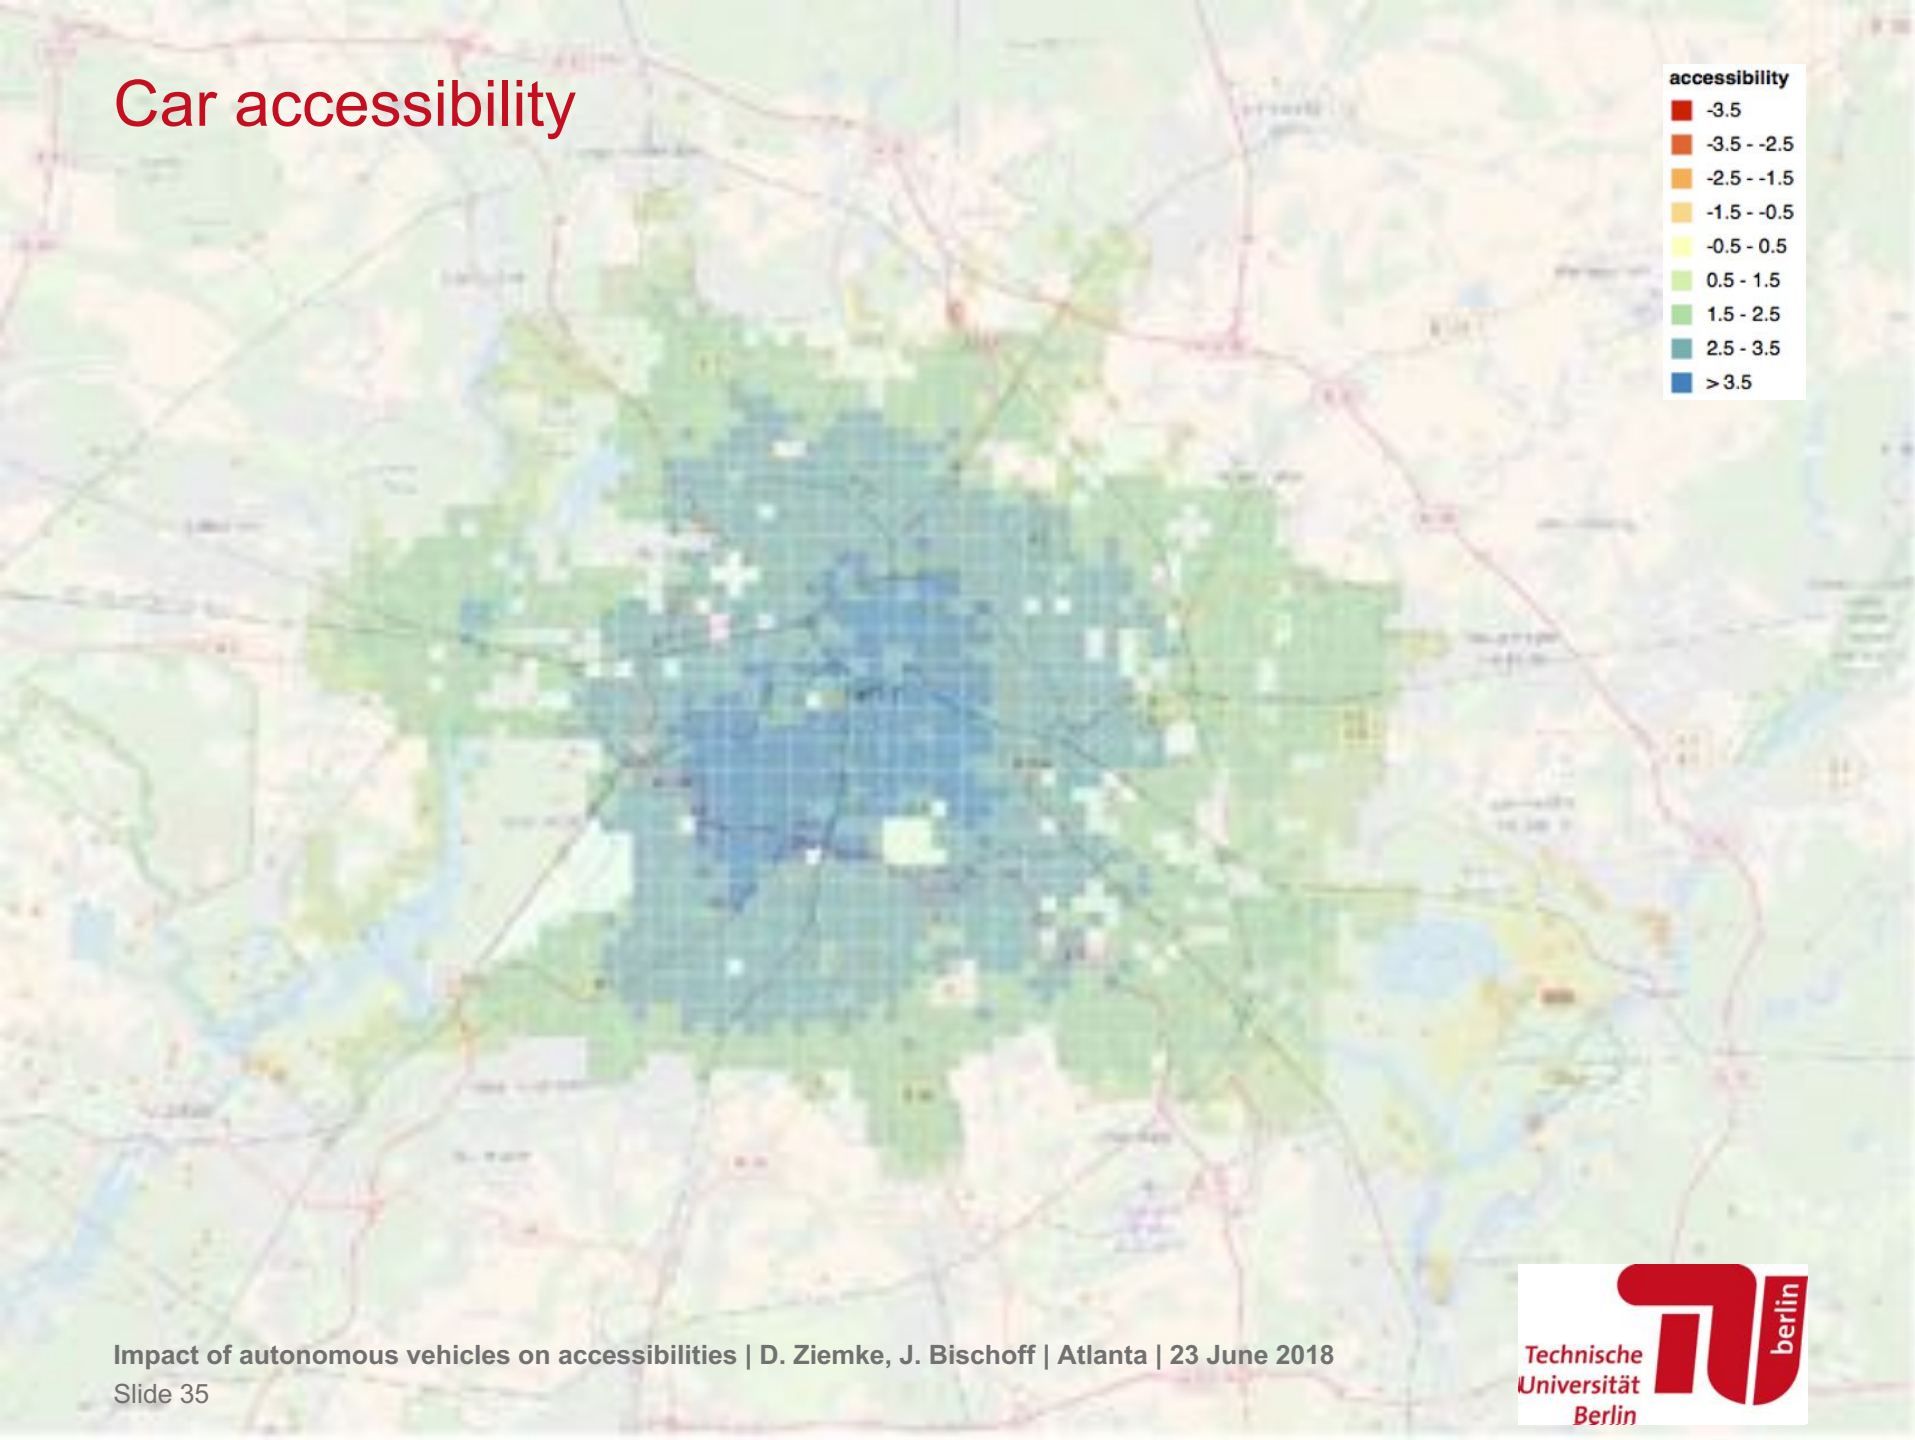 Car accessibility
accessibility
-3.5
-3.5 - -2.5
-2.5 - -1.5
-1.5 - -0.5
-0.5 - 0.5
0.5 - 1.5
1.5 - 2.5
2.5 - 3.5
> 3.5
Impact of autonomous vehicles on accessibilities | D. Ziemke, J. Bischoff | Atlanta | 23 June 2018
Slide 35
berlin
Technische
Universität
Berlin